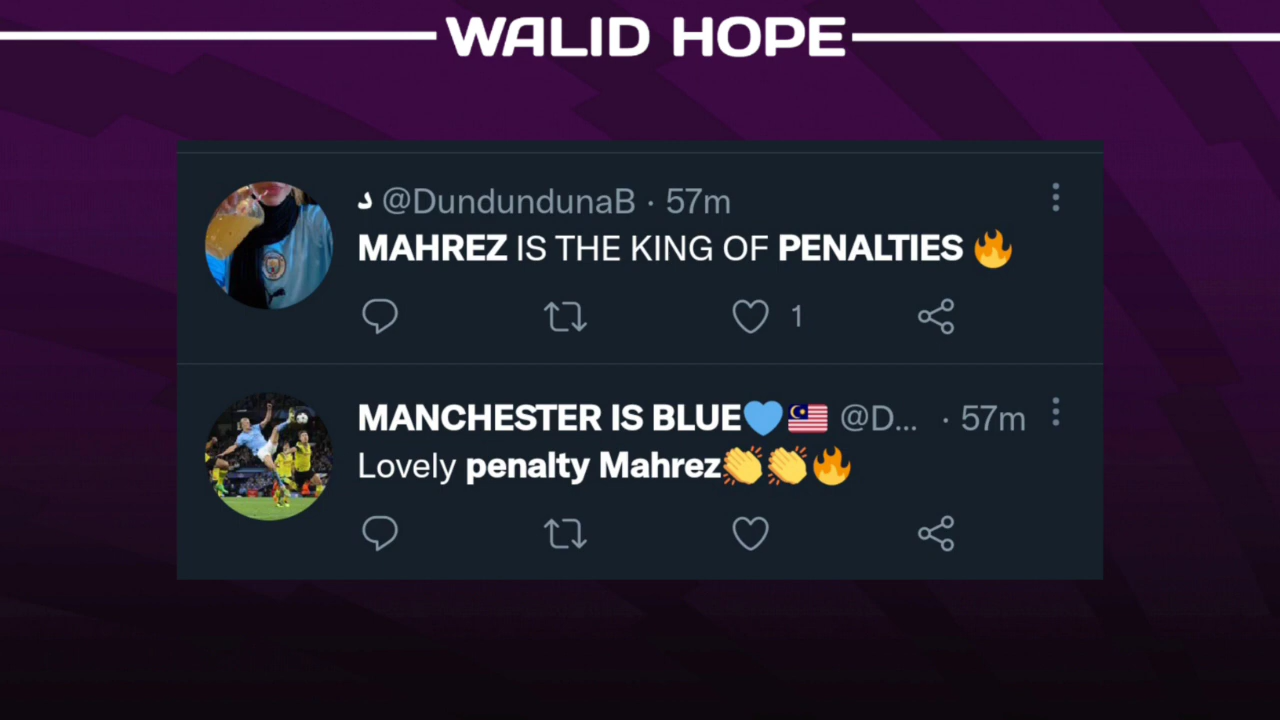 WALID HOPE
د @DundundunaB · 57m
MAHREZ IS THE KING OF PENALTIES 🔥
1
MANCHESTER IS BLUE💙🇲🇾 @D... · 57m
Lovely penalty Mahrez👏👏🔥